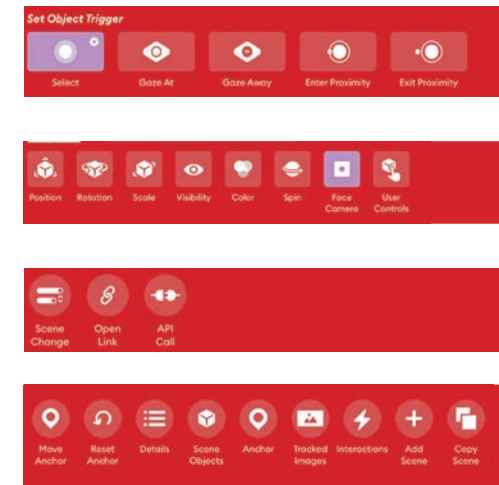 Set Object Trigger
Select Gaze At Gaze Away Enter Proximity Exit Proximity
Position Rotation Scale Visibility Color Spin Face Camera User Controls
Scene Change Open Link API Call
Move Anchor Reset Anchor Details Scene Objects Anchor Tracked Images Interactions Add Scene Copy Scene